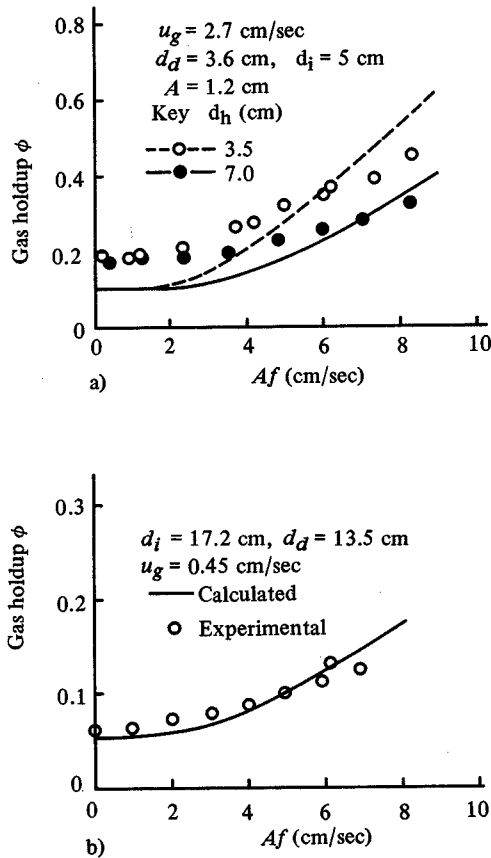 0.8
0.6
0.4
0.2
0
Gas holdup ϕ
u_g = 2.7 cm/sec
d_d = 3.6 cm, d_i = 5 cm
A = 1.2 cm
Key d_h (cm)
3.5
7.0
0 2 4 6 8 10
a) Af (cm/sec)
0.3
0.2
0.1
0.
Gas holdup ϕ
d_i = 17.2 cm, d_d = 13.5 cm
u_g = 0.45 cm/sec
Calculated
Experimental
0 2 4 6 8 10
b) Af (cm/sec)